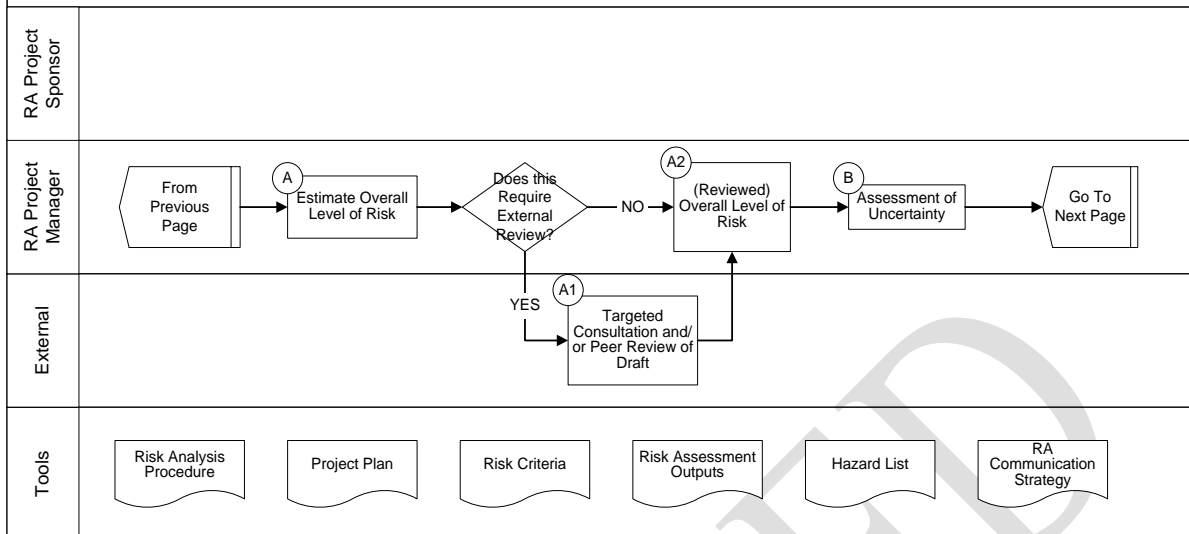 RA Project
Sponsor
RA Project
Manager
From
Previous
Page
A
Estimate Overall
Level of Risk
Does this
Require
External
Review?
NO
YES
A2
(Reviewed)
Overall Level of
Risk
B
Assessment of
Uncertainty
Go To
Next Page
External
A1
Targeted
Consultation and/
or Peer Review of
Draft
Tools
Risk Analysis
Procedure
Project Plan
Risk Criteria
Risk Assessment
Outputs
Hazard List
RA
Communication
Strategy